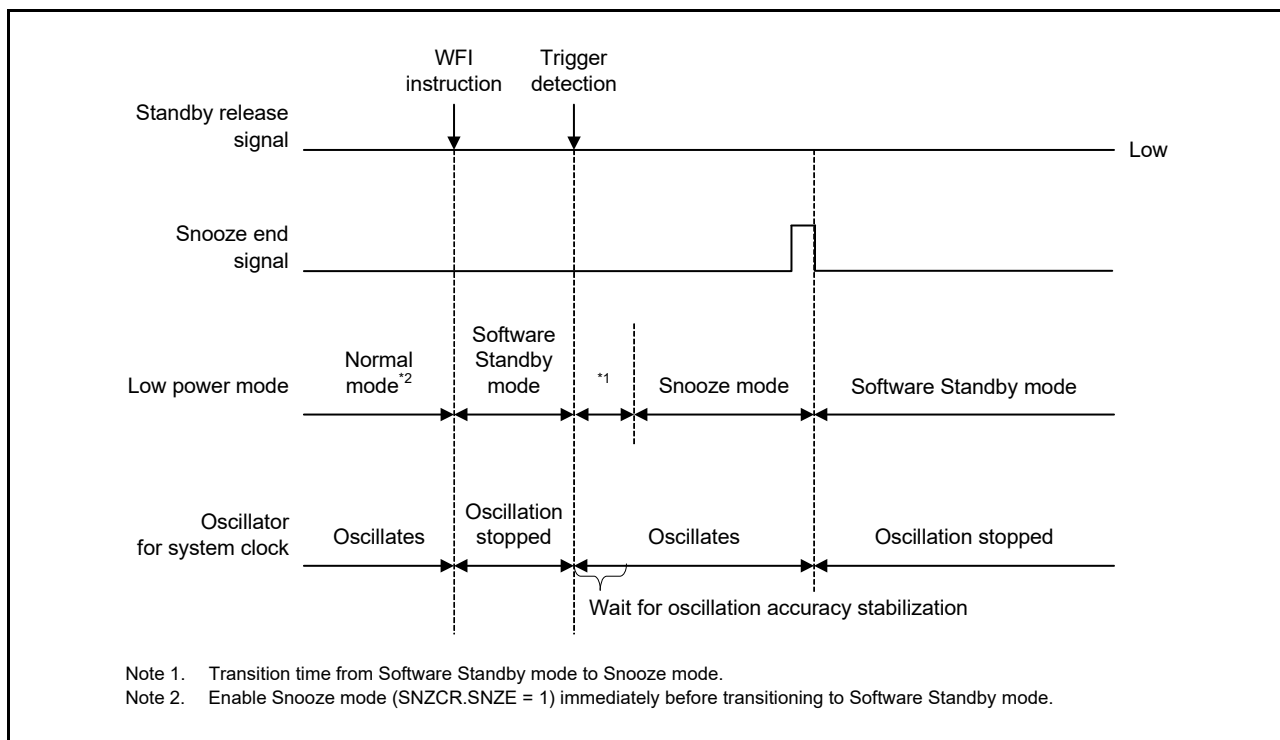 WFI
instruction
Trigger
detection
Standby release
signal
Low
Snooze end
signal
Low power mode
Normal
mode*2
Software
Standby
mode
*1
Snooze mode
Software Standby mode
Oscillator
for system clock
Oscillates
Oscillation
stopped
Oscillates
Oscillation stopped
Wait for oscillation accuracy stabilization
Note 1. Transition time from Software Standby mode to Snooze mode.
Note 2. Enable Snooze mode (SNZCR.SNZE = 1) immediately before transitioning to Software Standby mode.